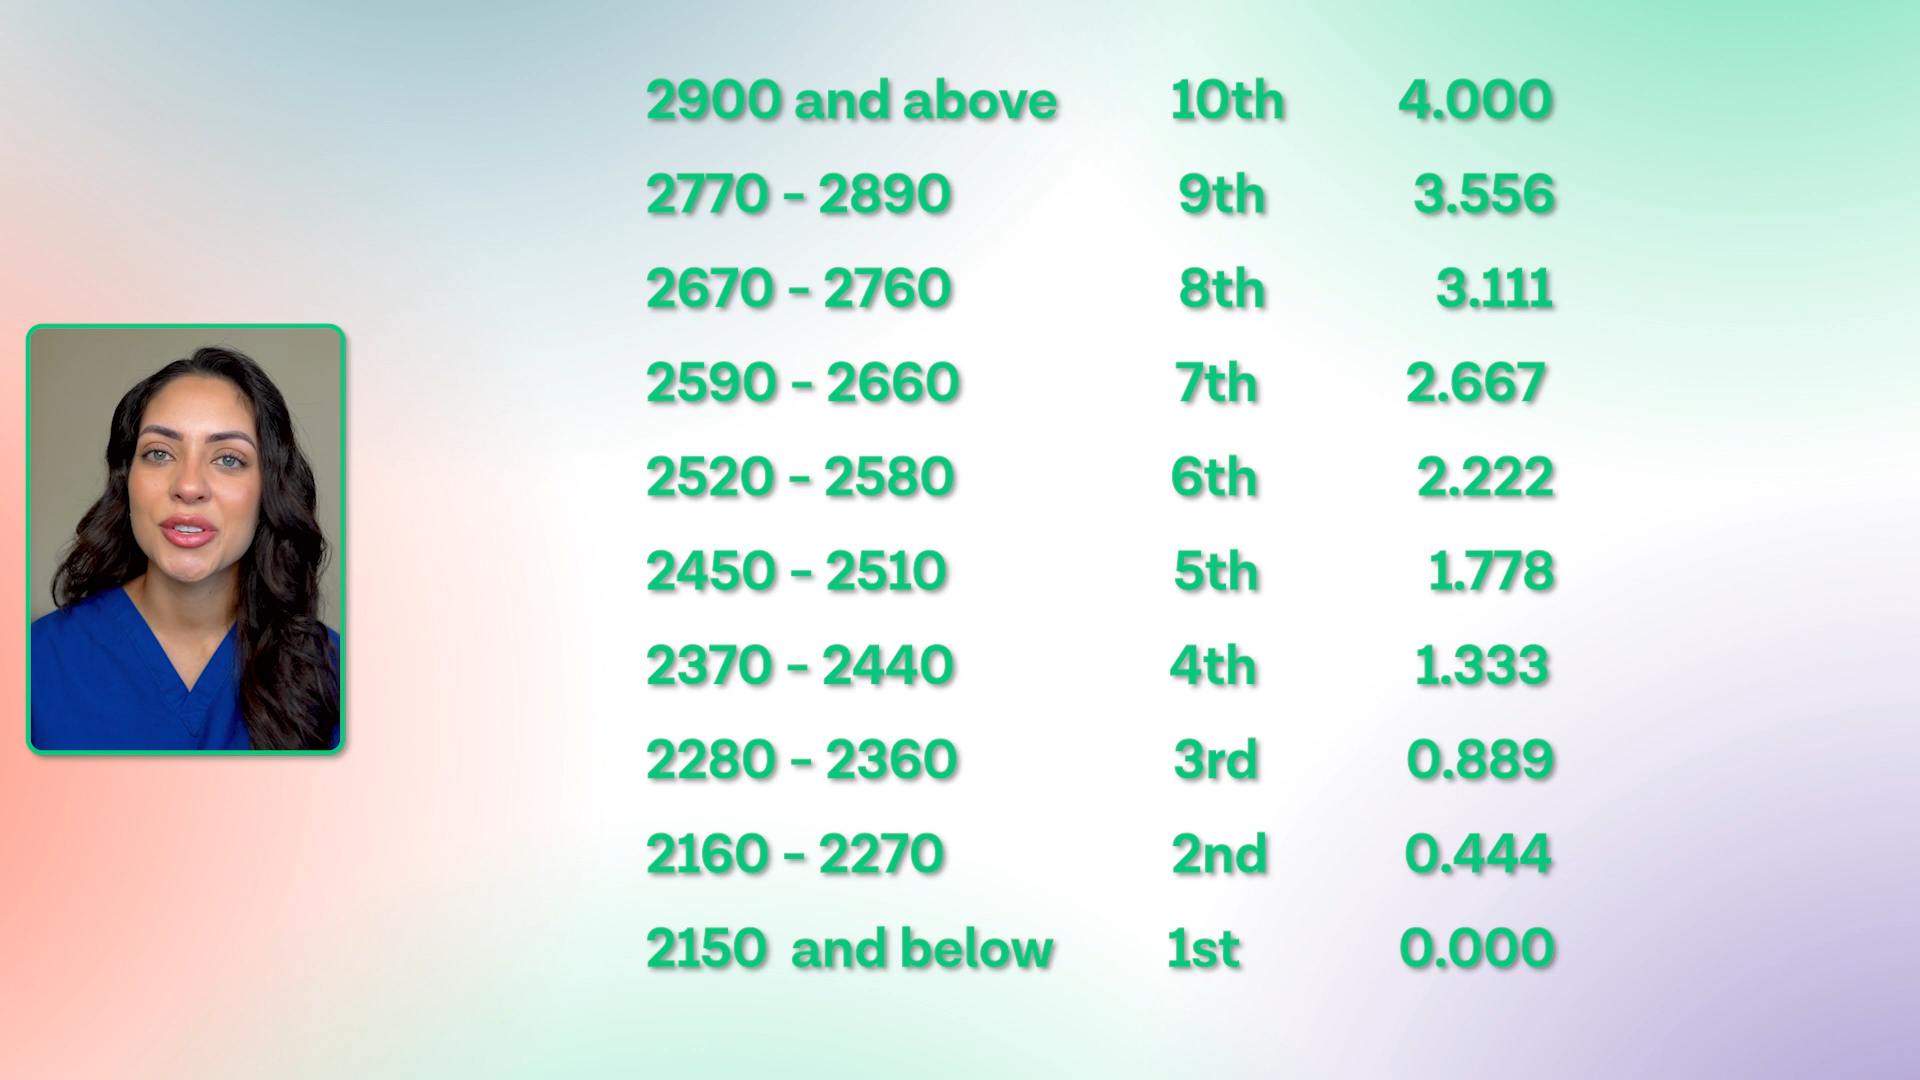 2900 and above 10th 4.000
2770 - 2890 9th 3.556
2670 - 2760 8th 3.111
2590 - 2660 7th 2.667
2520 - 2580 6th 2.222
2450 - 2510 5th 1.778
2370 - 2440 4th 1.333
2280 - 2360 3rd 0.889
2160 - 2270 2nd 0.444
2150 and below 1st 0.000